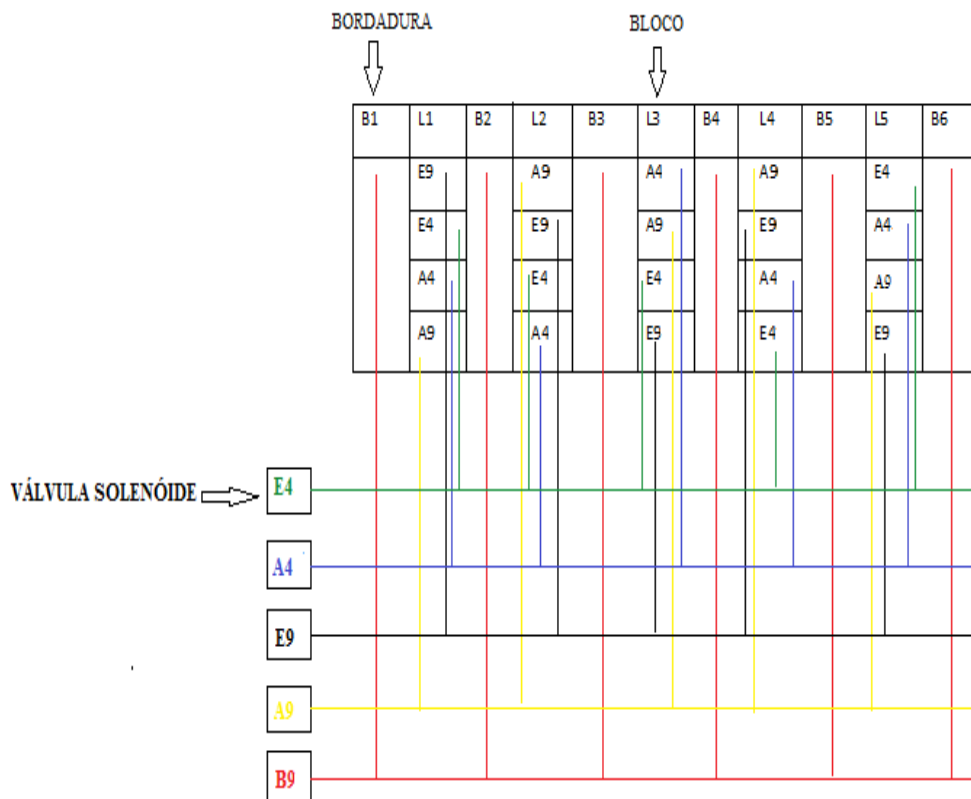 BORDADURA BLOCO
B1 L1 B2 L2 B3 L3 B4 L4 B5 L5 B6
E9 A9 A4 A9 E4
E4 E9 A9 E9 A4
A4 E4 E4 A4 A9
A9 A4 E9 E4 E9
VÁLVULA SOLENÓIDE E4
A4
E9
A9
B9